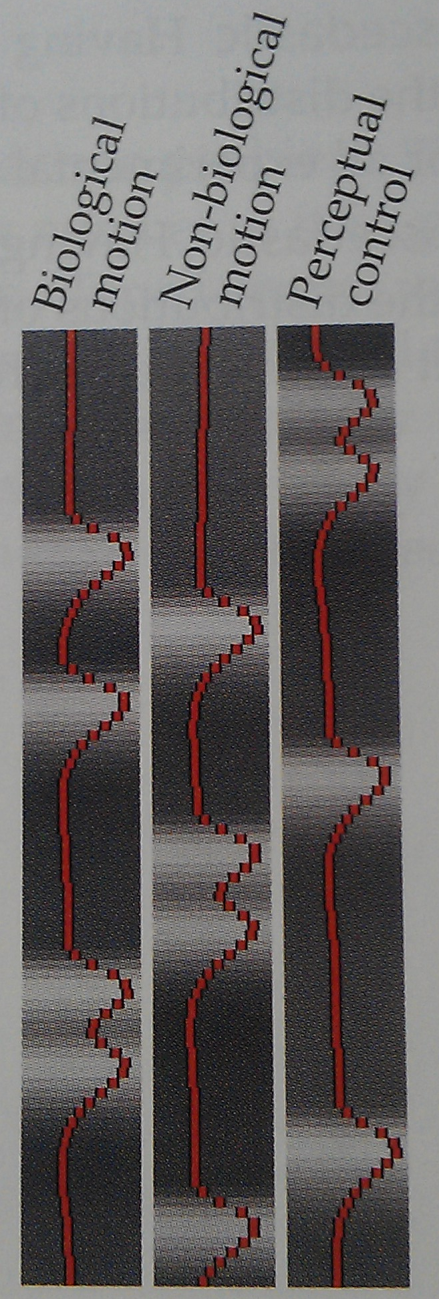 Biological
motion
Non-biological
motion
Perceptual
control